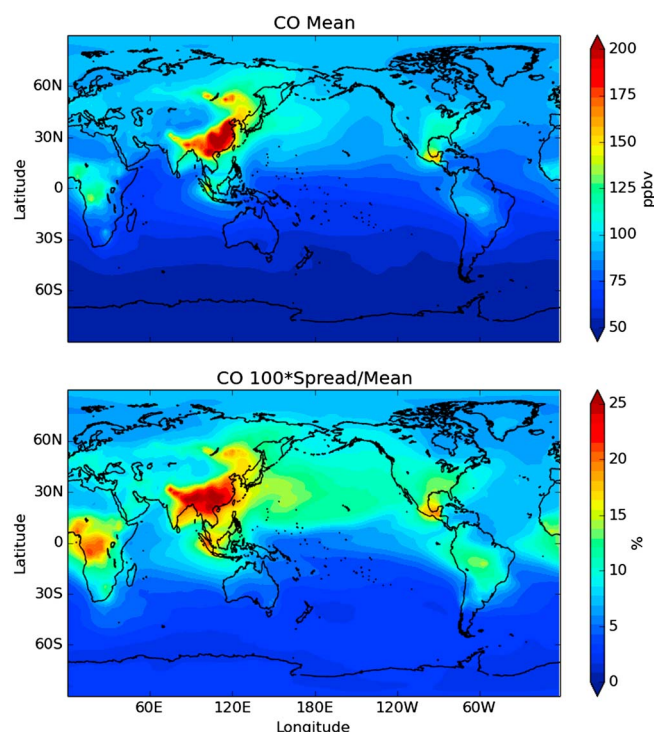 CO Mean
60N
30N
0
30S
60S
Latitude
200
175
150
125
100
75
50
ppbv
CO 100*Spread/Mean
60N
30N
0
30S
60S
Latitude
60E
120E
180E
120W
60W
Longitude
25
20
15
10
5
0
%